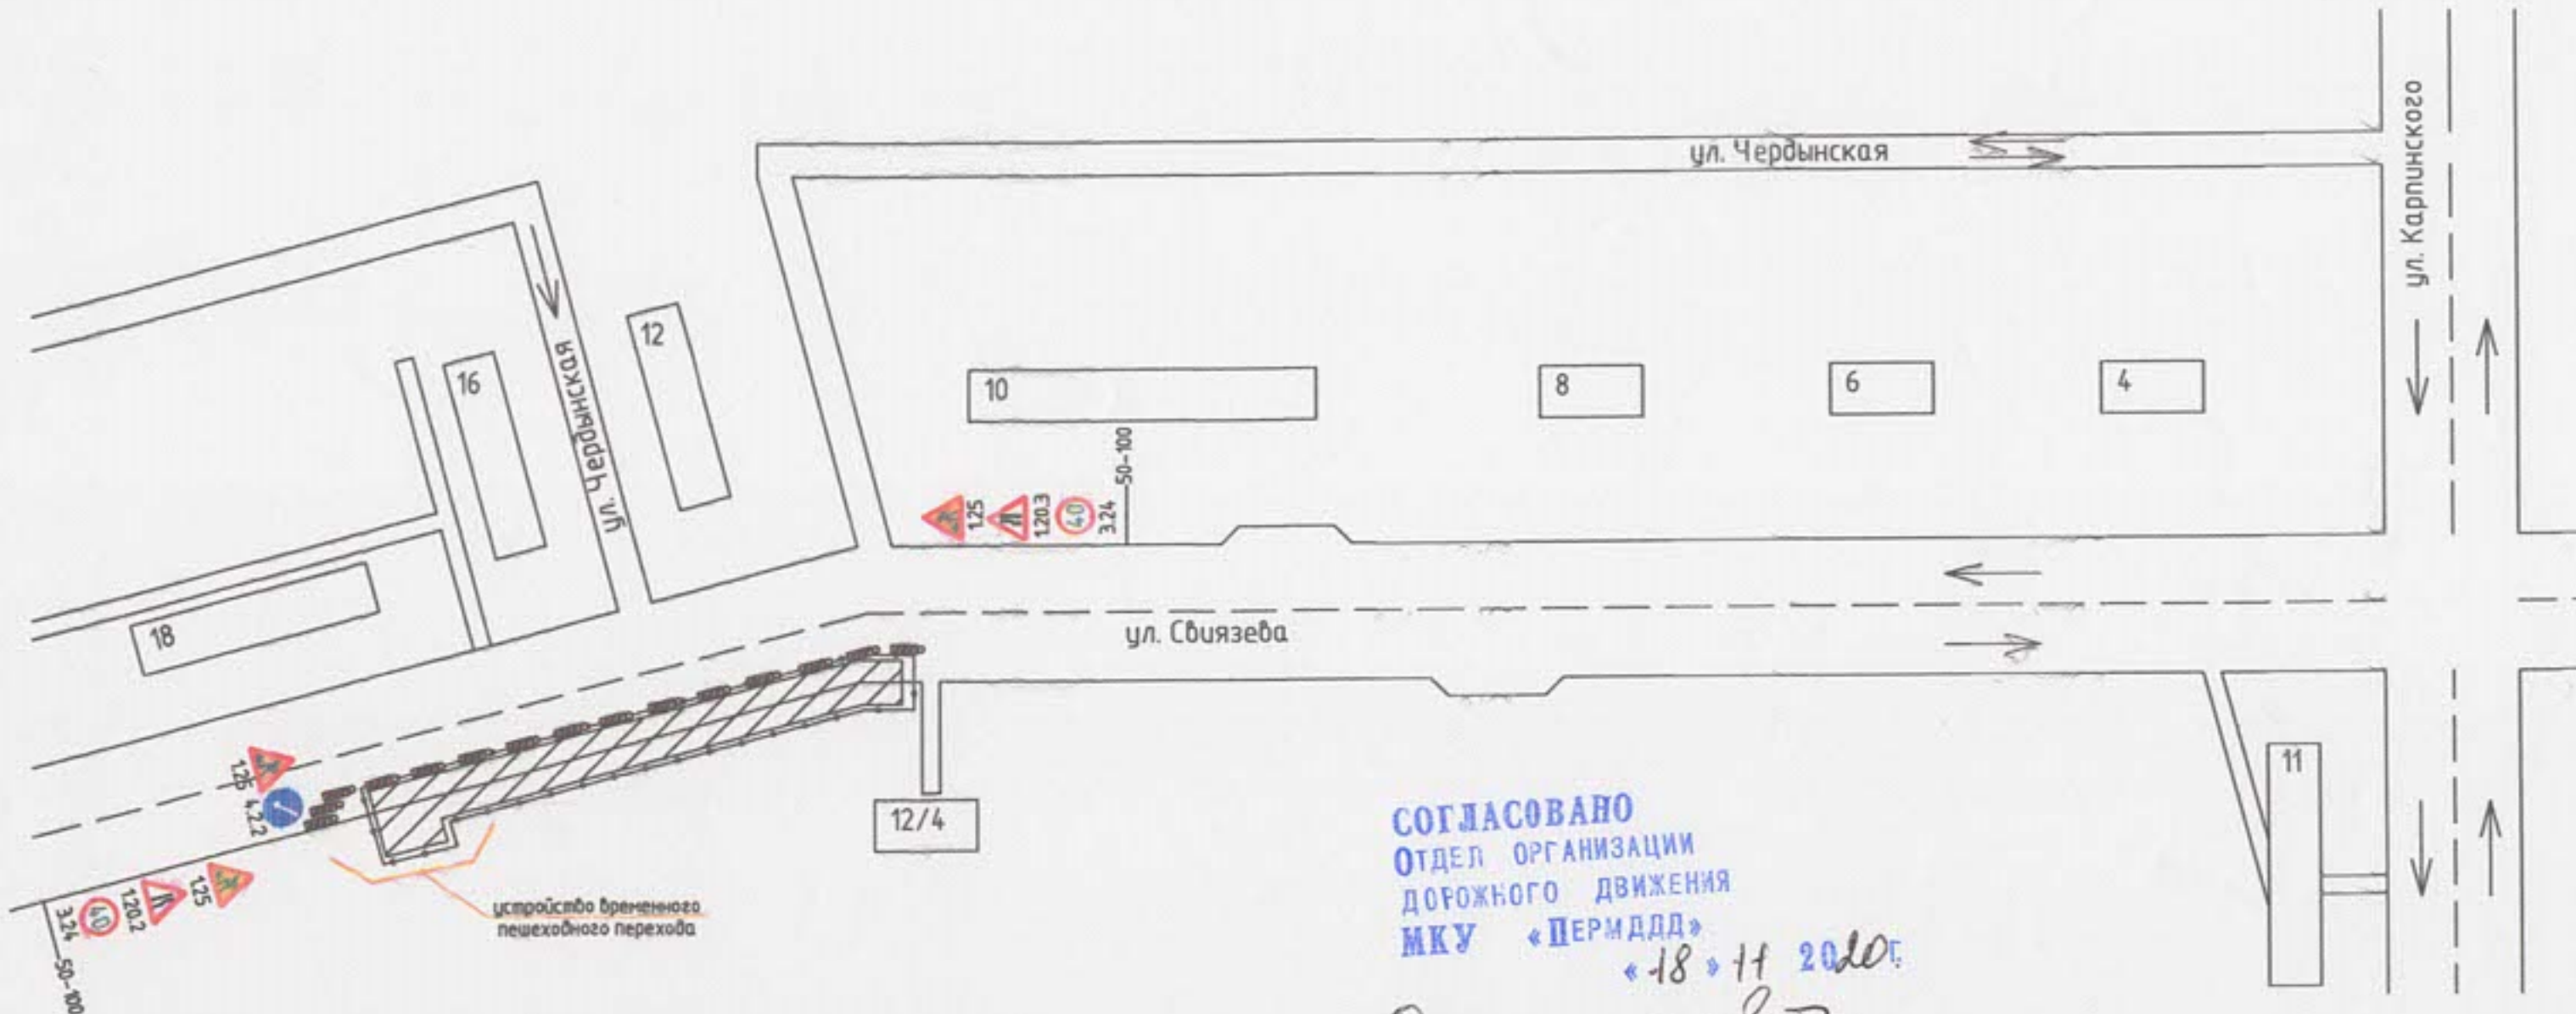 ул. Чердынская
ул. Карпинского
ул. Чердынская
12
16
10
8
6
4
50-100
1.25
1.20.3
40
3.24
18
ул. Свиязева
1.25
4.2.2
11
12/4
3.24
40
1.20.2
1.25
50-100
устройство временного
пешеходного перехода
СОГЛАСОВАНО
ОТДЕЛ ОРГАНИЗАЦИИ
ДОРОЖНОГО ДВИЖЕНИЯ
МКУ «ПЕРМДДД»
«18» 11 2020г.